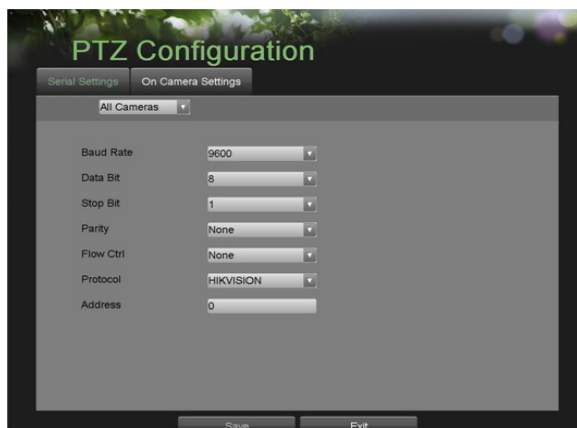 PTZ Configuration
Serial Settings On Camera Settings
All Cameras
Baud Rate 9600
Data Bit 8
Stop Bit 1
Parity None
Flow Ctrl None
Protocol HIKVISION
Address 0
Save Exit